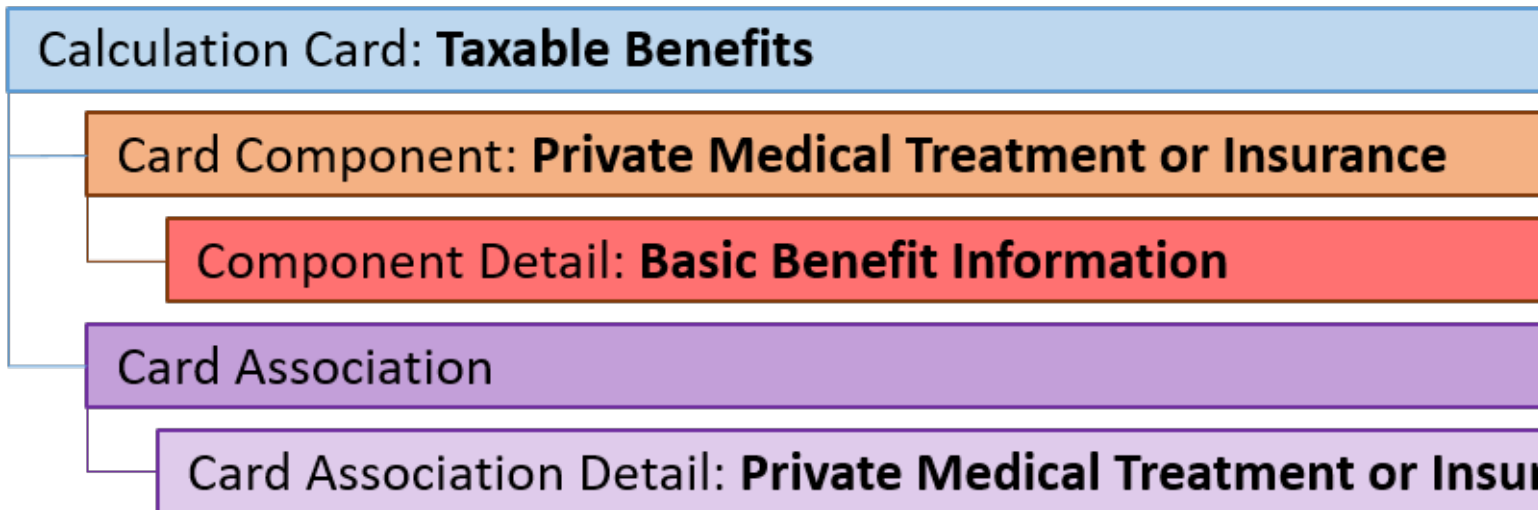 Calculation Card: Taxable Benefits
Card Component: Private Medical Treatment or Insurance
Component Detail: Basic Benefit Information
Card Association
Card Association Detail: Private Medical Treatment or